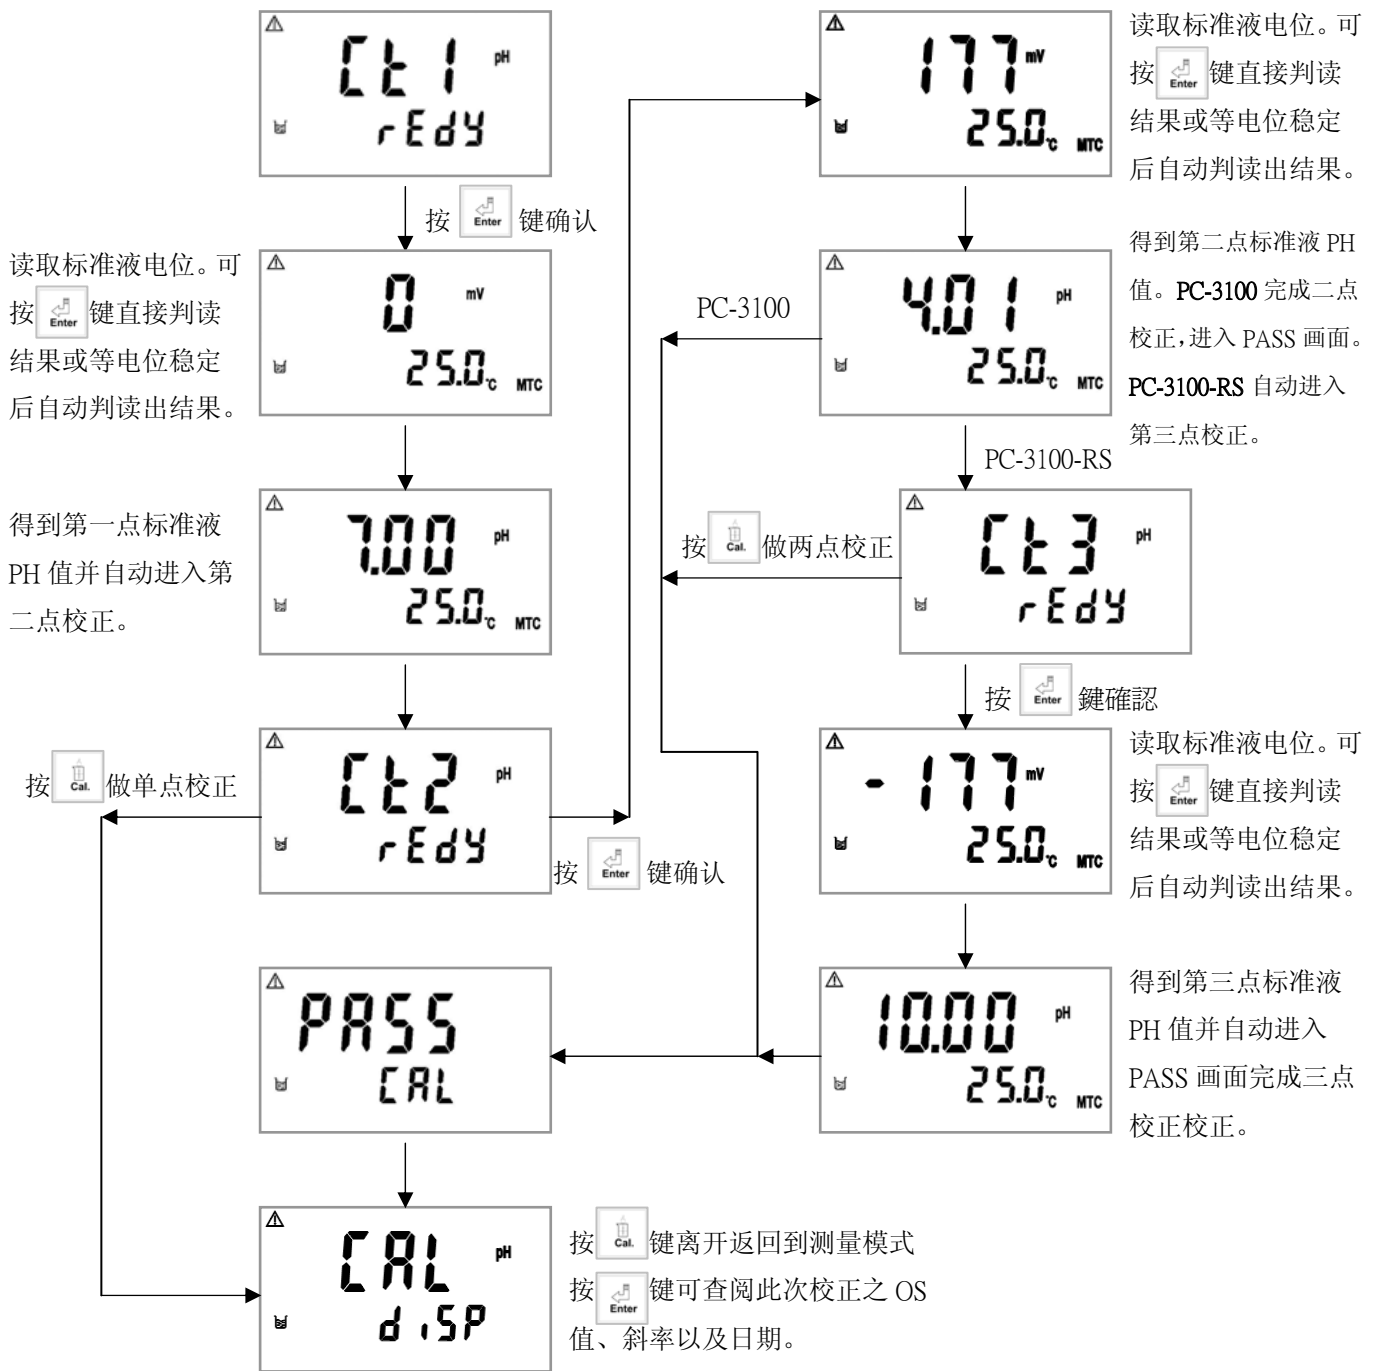 Ct1 pH
rEdY
按 Enter 键确认
读取标准液电位。可
按 Enter 键直接判读
结果或等电位稳定
后自动判读出结果。
0 mV
25.0 ℃ MTC
得到第一点标准液
PH 值并自动进入第
二点校正。
7.00 pH
25.0 ℃ MTC
按 Cal. 做单点校正
Ct2 pH
rEdY
按 Enter 键确认
177 mV
25.0 ℃ MTC
读取标准液电位。可
按 Enter 键直接判读
结果或等电位稳定
后自动判读出结果。
PC-3100
4.01 pH
25.0 ℃ MTC
得到第二点标准液 PH
值。PC-3100 完成二点
校正,进入 PASS 画面。
PC-3100-RS 自动进入
第三点校正。
PC-3100-RS
按 Cal. 做两点校正
Ct3 pH
rEdY
按 Enter 鍵確認
-177 mV
25.0 ℃ MTC
读取标准液电位。可
按 Enter 键直接判读
结果或等电位稳定
后自动判读出结果。
10.00 pH
25.0 ℃ MTC
得到第三点标准液
PH 值并自动进入
PASS 画面完成三点
校正校正。
PASS
CAL
CAL pH
diSP
按 Cal. 键离开返回到测量模式
按 Enter 键可查阅此次校正之 OS
值、斜率以及日期。